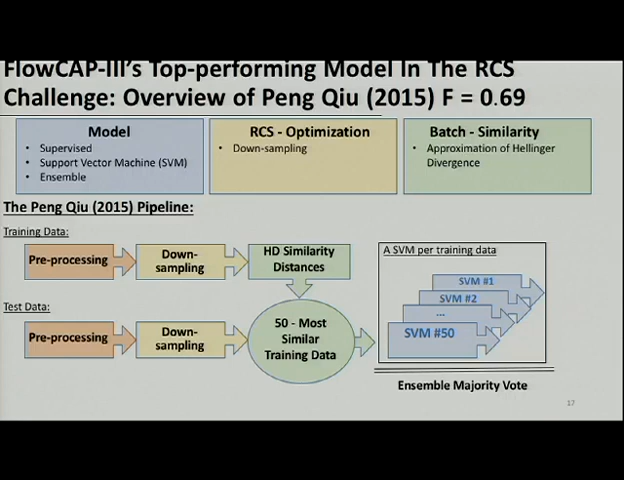 FlowCAP-III's Top-performing Model In The RCS
Challenge: Overview of Peng Qiu (2015) F = 0.69
Model
• Supervised
• Support Vector Machine (SVM)
• Ensemble
RCS - Optimization
• Down-sampling
Batch - Similarity
• Approximation of Hellinger
Divergence
The Peng Qiu (2015) Pipeline:
Training Data:
Pre-processing
Down-
sampling
HD Similarity
Distances
Test Data:
Pre-processing
Down-
sampling
50 - Most
Similar
Training Data
A SVM per training data
SVM #1
SVM #2
...
SVM #50
Ensemble Majority Vote
17